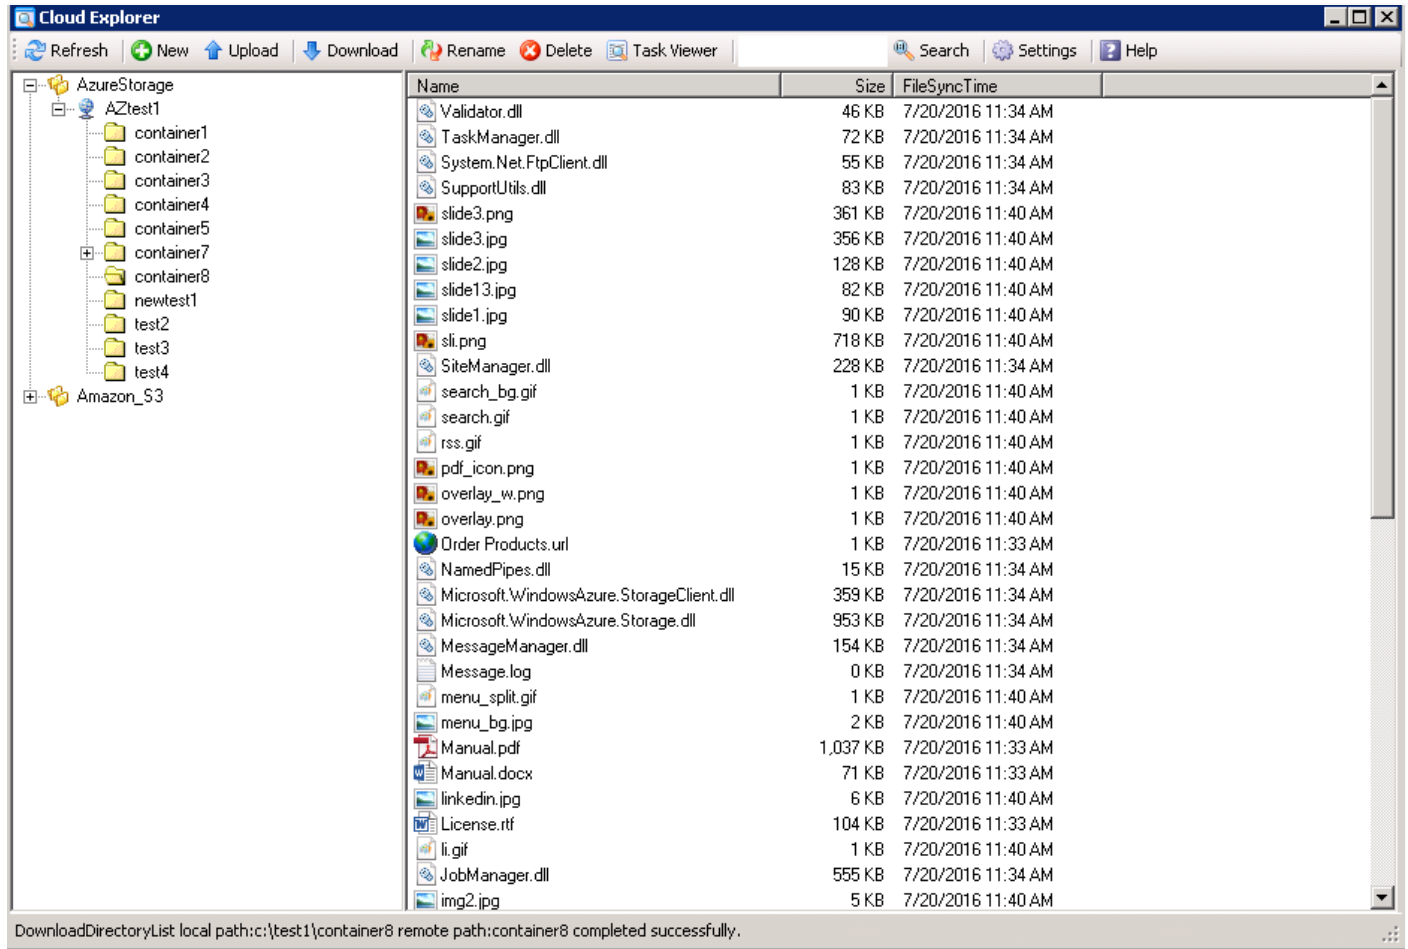 Cloud Explorer
Refresh New Upload Download Rename Delete Task Viewer Search Settings Help
AzureStorage
AZtest1
container1
container2
container3
container4
container5
container7
container8
newtest1
test2
test3
test4
Amazon_S3
Name Size FileSyncTime
Validator.dll 46 KB 7/20/2016 11:34 AM
TaskManager.dll 72 KB 7/20/2016 11:34 AM
System.Net.FtpClient.dll 55 KB 7/20/2016 11:34 AM
SupportUtils.dll 83 KB 7/20/2016 11:34 AM
slide3.png 361 KB 7/20/2016 11:40 AM
slide3.jpg 356 KB 7/20/2016 11:40 AM
slide2.jpg 128 KB 7/20/2016 11:40 AM
slide13.jpg 82 KB 7/20/2016 11:40 AM
slide1.jpg 90 KB 7/20/2016 11:40 AM
sli.png 718 KB 7/20/2016 11:40 AM
SiteManager.dll 228 KB 7/20/2016 11:34 AM
search_bg.gif 1 KB 7/20/2016 11:40 AM
search.gif 1 KB 7/20/2016 11:40 AM
rss.gif 1 KB 7/20/2016 11:40 AM
pdf_icon.png 1 KB 7/20/2016 11:40 AM
overlay_w.png 1 KB 7/20/2016 11:40 AM
overlay.png 1 KB 7/20/2016 11:40 AM
Order Products.url 1 KB 7/20/2016 11:33 AM
NamedPipes.dll 15 KB 7/20/2016 11:34 AM
Microsoft.WindowsAzure.StorageClient.dll 359 KB 7/20/2016 11:34 AM
Microsoft.WindowsAzure.Storage.dll 953 KB 7/20/2016 11:34 AM
MessageManager.dll 154 KB 7/20/2016 11:34 AM
Message.log 0 KB 7/20/2016 11:34 AM
menu_split.gif 1 KB 7/20/2016 11:40 AM
menu_bg.jpg 2 KB 7/20/2016 11:40 AM
Manual.pdf 1,037 KB 7/20/2016 11:33 AM
Manual.docx 71 KB 7/20/2016 11:33 AM
linkedin.jpg 6 KB 7/20/2016 11:40 AM
License.rtf 104 KB 7/20/2016 11:33 AM
li.gif 1 KB 7/20/2016 11:40 AM
JobManager.dll 555 KB 7/20/2016 11:34 AM
img2.jpg 5 KB 7/20/2016 11:40 AM
DownloadDirectoryList local path:c:\test1\container8 remote path:container8 completed successfully.